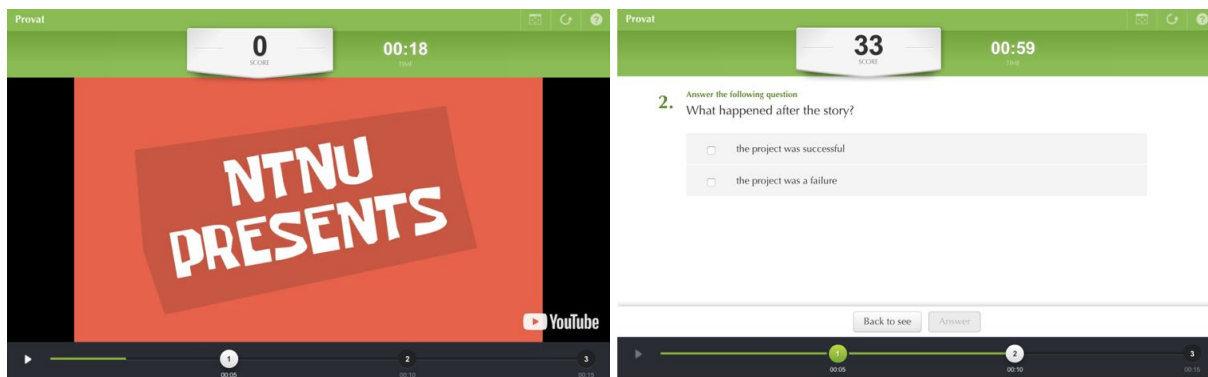 Provat
0
SCORE
00:18
TIME
NTNU
PRESENTS
YouTube
1
2
3
00:05
00:10
00:15
Provat
?
33
SCORE
00:59
TIME
2.
Answer the following question
What happened after the story?
the project was successful
the project was a failure
Back to see
Answer
1
2
3
00:05
00:10
00:15